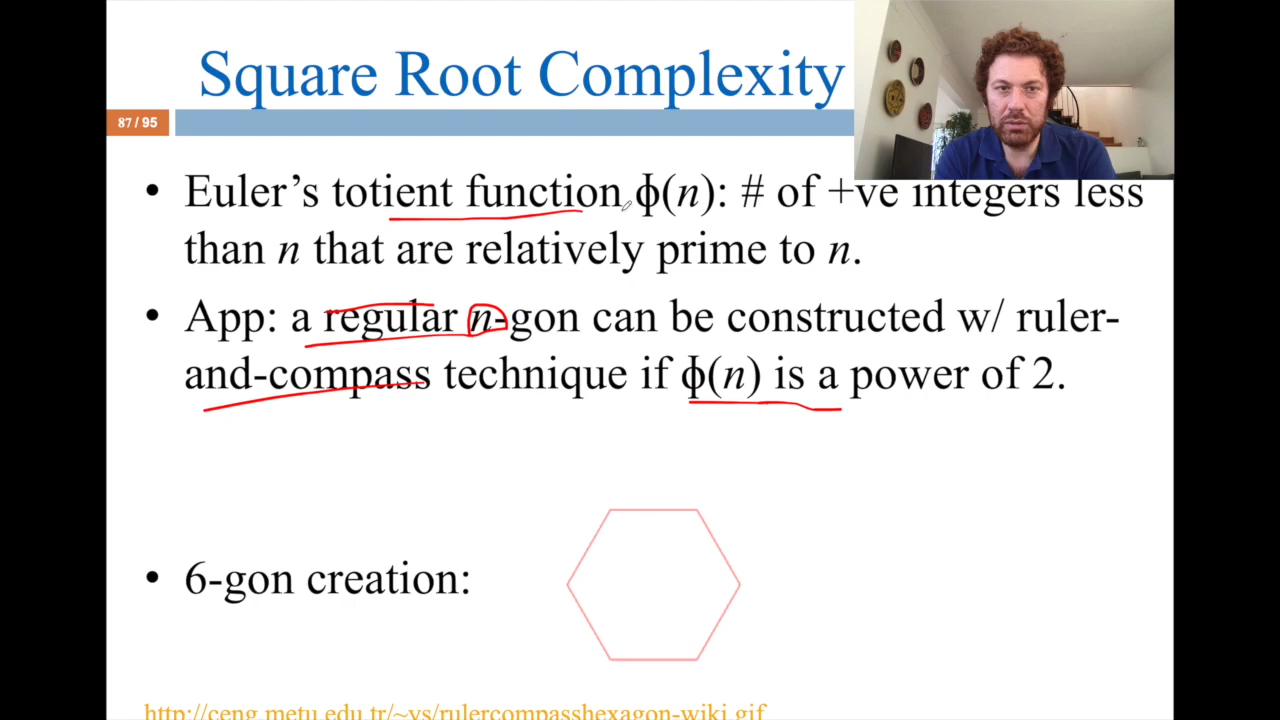 Square Root Complexity
87 / 95
• Euler’s totient function, ϕ(n): # of +ve integers less
than n that are relatively prime to n.
• App: a regular n-gon can be constructed w/ ruler-
and-compass technique if ϕ(n) is a power of 2.
• 6-gon creation:
http://ceng.metu.edu.tr/~ys/rulercompasshexagon-wiki.gif